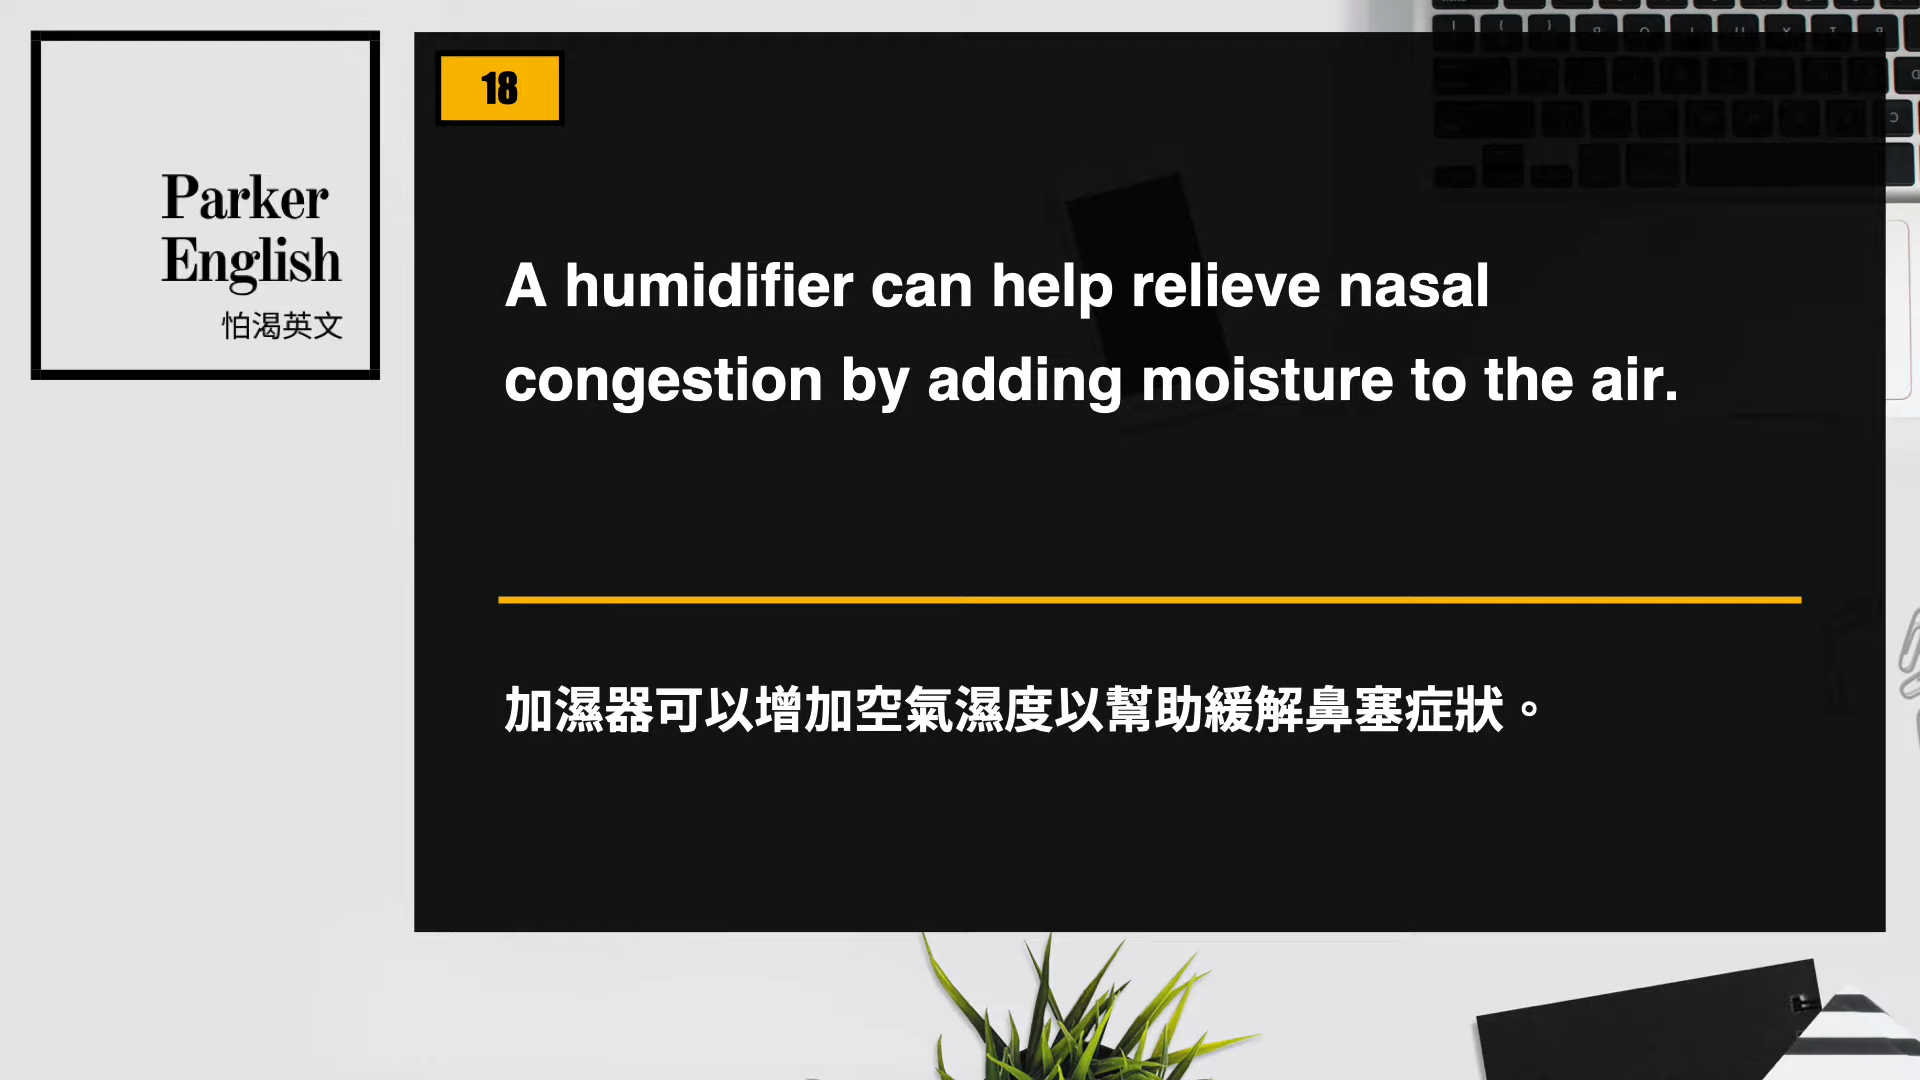 Parker
English
怕渴英文
18
A humidifier can help relieve nasal
congestion by adding moisture to the air.
加濕器可以增加空氣濕度以幫助緩解鼻塞症狀。